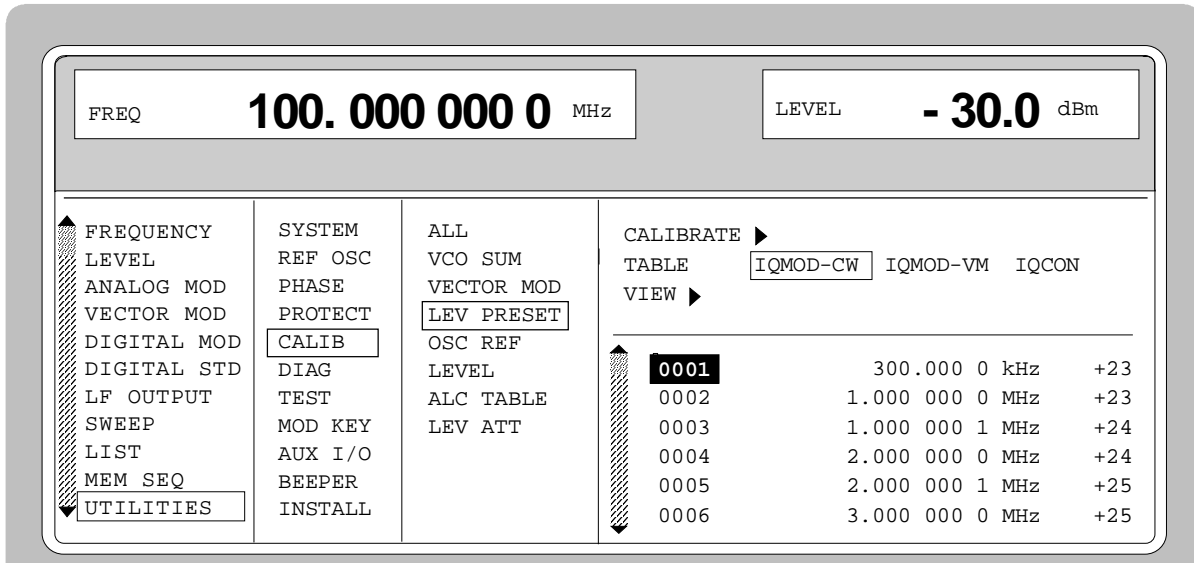 FREQ 100. 000 000 0 MHz
LEVEL - 30.0 dBm
FREQUENCY
LEVEL
ANALOG MOD
VECTOR MOD
DIGITAL MOD
DIGITAL STD
LF OUTPUT
SWEEP
LIST
MEM SEQ
UTILITIES
SYSTEM
REF OSC
PHASE
PROTECT
CALIB
DIAG
TEST
MOD KEY
AUX I/O
BEEPER
INSTALL
ALL
VCO SUM
VECTOR MOD
LEV PRESET
OSC REF
LEVEL
ALC TABLE
LEV ATT
CALIBRATE
TABLE IQMOD-CW IQMOD-VM IQCON
VIEW
0001 300.000 0 kHz +23
0002 1.000 000 0 MHz +23
0003 1.000 000 1 MHz +24
0004 2.000 000 0 MHz +24
0005 2.000 000 1 MHz +25
0006 3.000 000 0 MHz +25